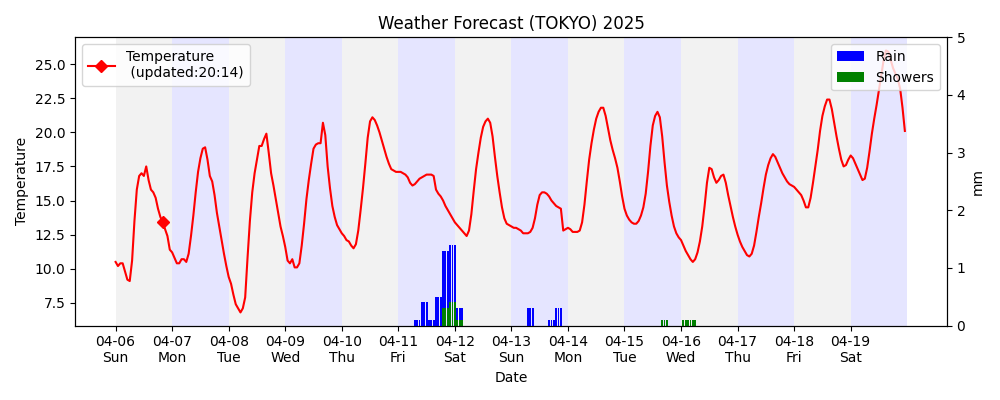 Weather Forecast (TOKYO) 2025
Temperature
(updated:20:14)
Rain
Showers
Temperature
25.0
22.5
20.0
17.5
15.0
12.5
10.0
7.5
5
4
3
2
1
0
mm
04-06 04-07 04-08 04-09 04-10 04-11 04-12 04-13 04-14 04-15 04-16 04-17 04-18 04-19
Sun Mon Tue Wed Thu Fri Sat Sun Mon Tue Wed Thu Fri Sat
Date